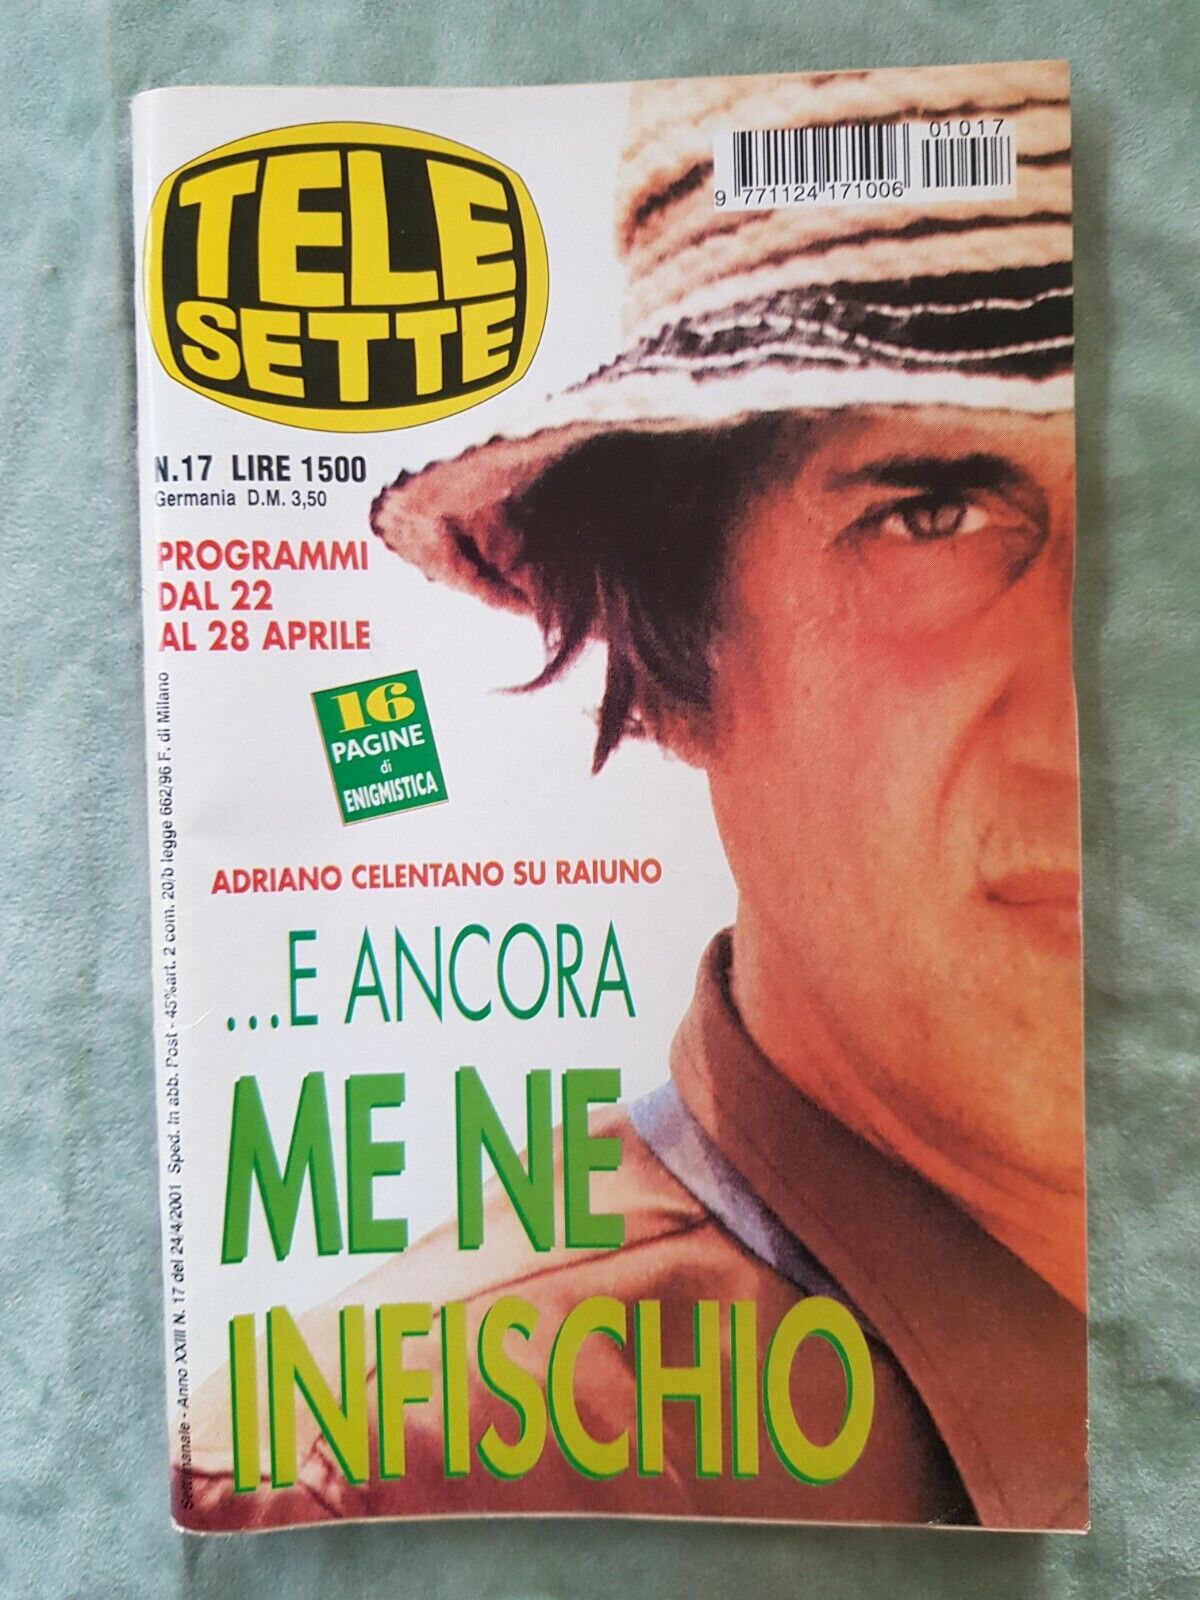 TELE
SETTE
01017
9 771124 171006
N.17 LIRE 1500
Germania D.M. 3,50
PROGRAMMI
DAL 22
AL 28 APRILE
16
PAGINE
di
ENIGMISTICA
ADRIANO CELENTANO SU RAIUNO
...E ANCORA
ME NE
INFISCHIO
Settimanale - Anno XXIII N. 17 del 24/4/2001 Sped. in abb. Post - 45%art. 2 com. 20/b legge 662/96 F. di Milano